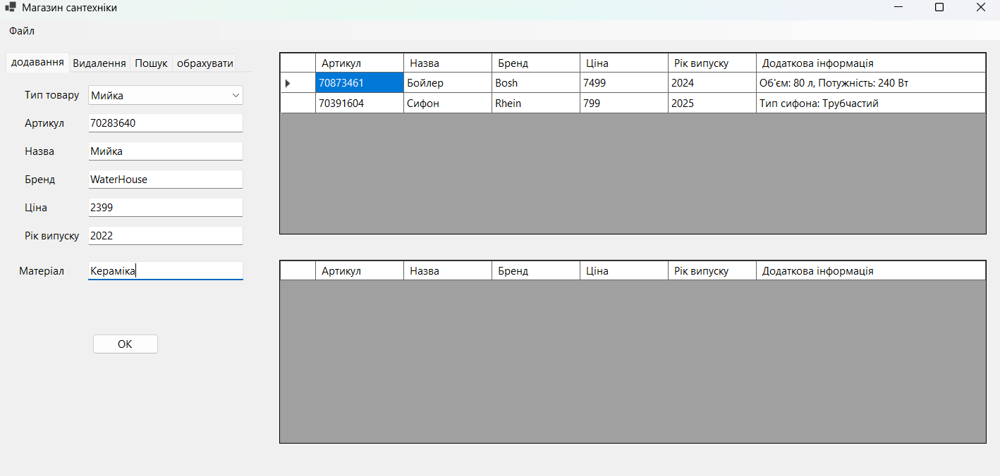 Магазин сантехніки
Файл
додавання Видалення Пошук обрахувати
Тип товару Мийка
Артикул 70283640
Назва Мийка
Бренд WaterHouse
Ціна 2399
Рік випуску 2022
Матеріал Кераміка
ОК
Артикул Назва Бренд Ціна Рік випуску Додаткова інформація
70873461 Бойлер Bosh 7499 2024 Об'єм: 80 л, Потужність: 240 Вт
70391604 Сифон Rhein 799 2025 Тип сифона: Трубчастий
Артикул Назва Бренд Ціна Рік випуску Додаткова інформація